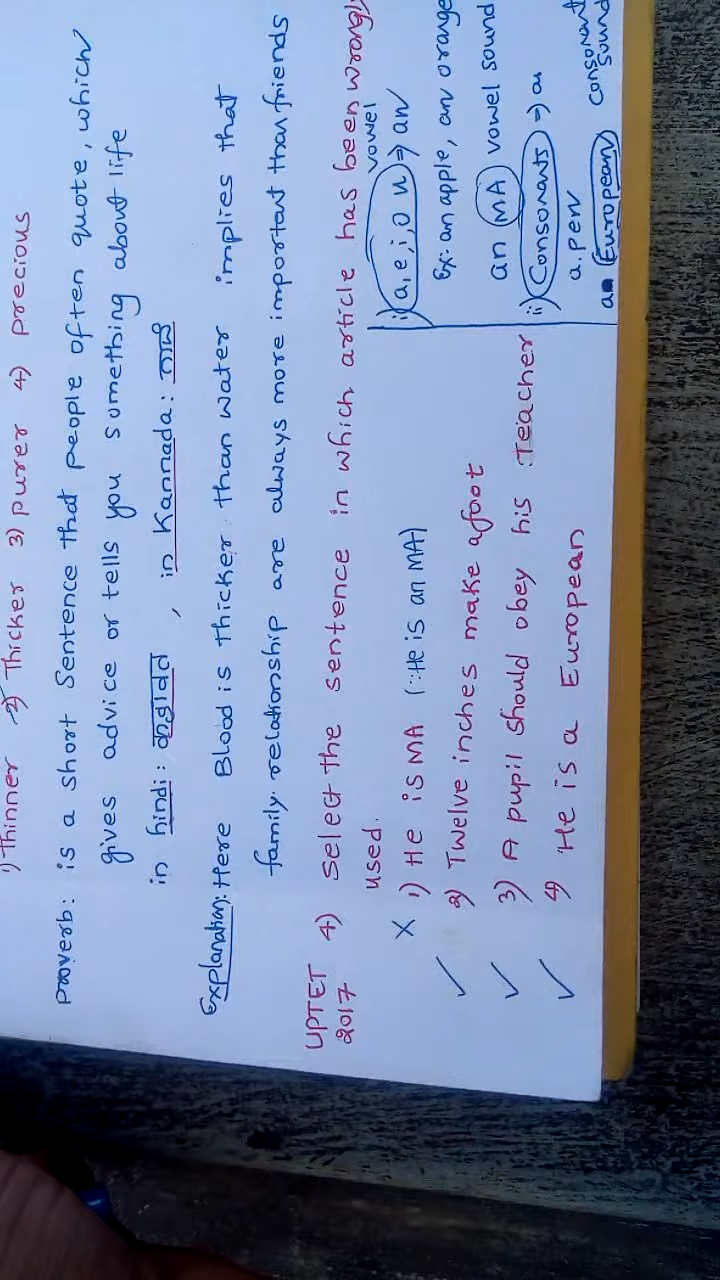 1) Thinner 2) Thicker 3) purer 4) precious
proverb: is a short sentence that people often quote, which
gives advice or tells you something about life
in hindi: कहावत , in Kannada: ಗಾದೆ
Explanation: Here Blood is thicker than water implies that
family relationship are always more important than friends
UPTET 2017 4) Select the sentence in which article has been wrongly
used.
X 1) He is MA (∵He is an MA)
✓ 2) Twelve inches make afoot
✓ 3) A pupil should obey his Teacher
✓ 4) He is a European
vowel
i) a, e, i, o u ⇒ an
Ex: an apple, an orange
an MA vowel sound
ii) Consonants ⇒ a
a pen
a European consonant sound